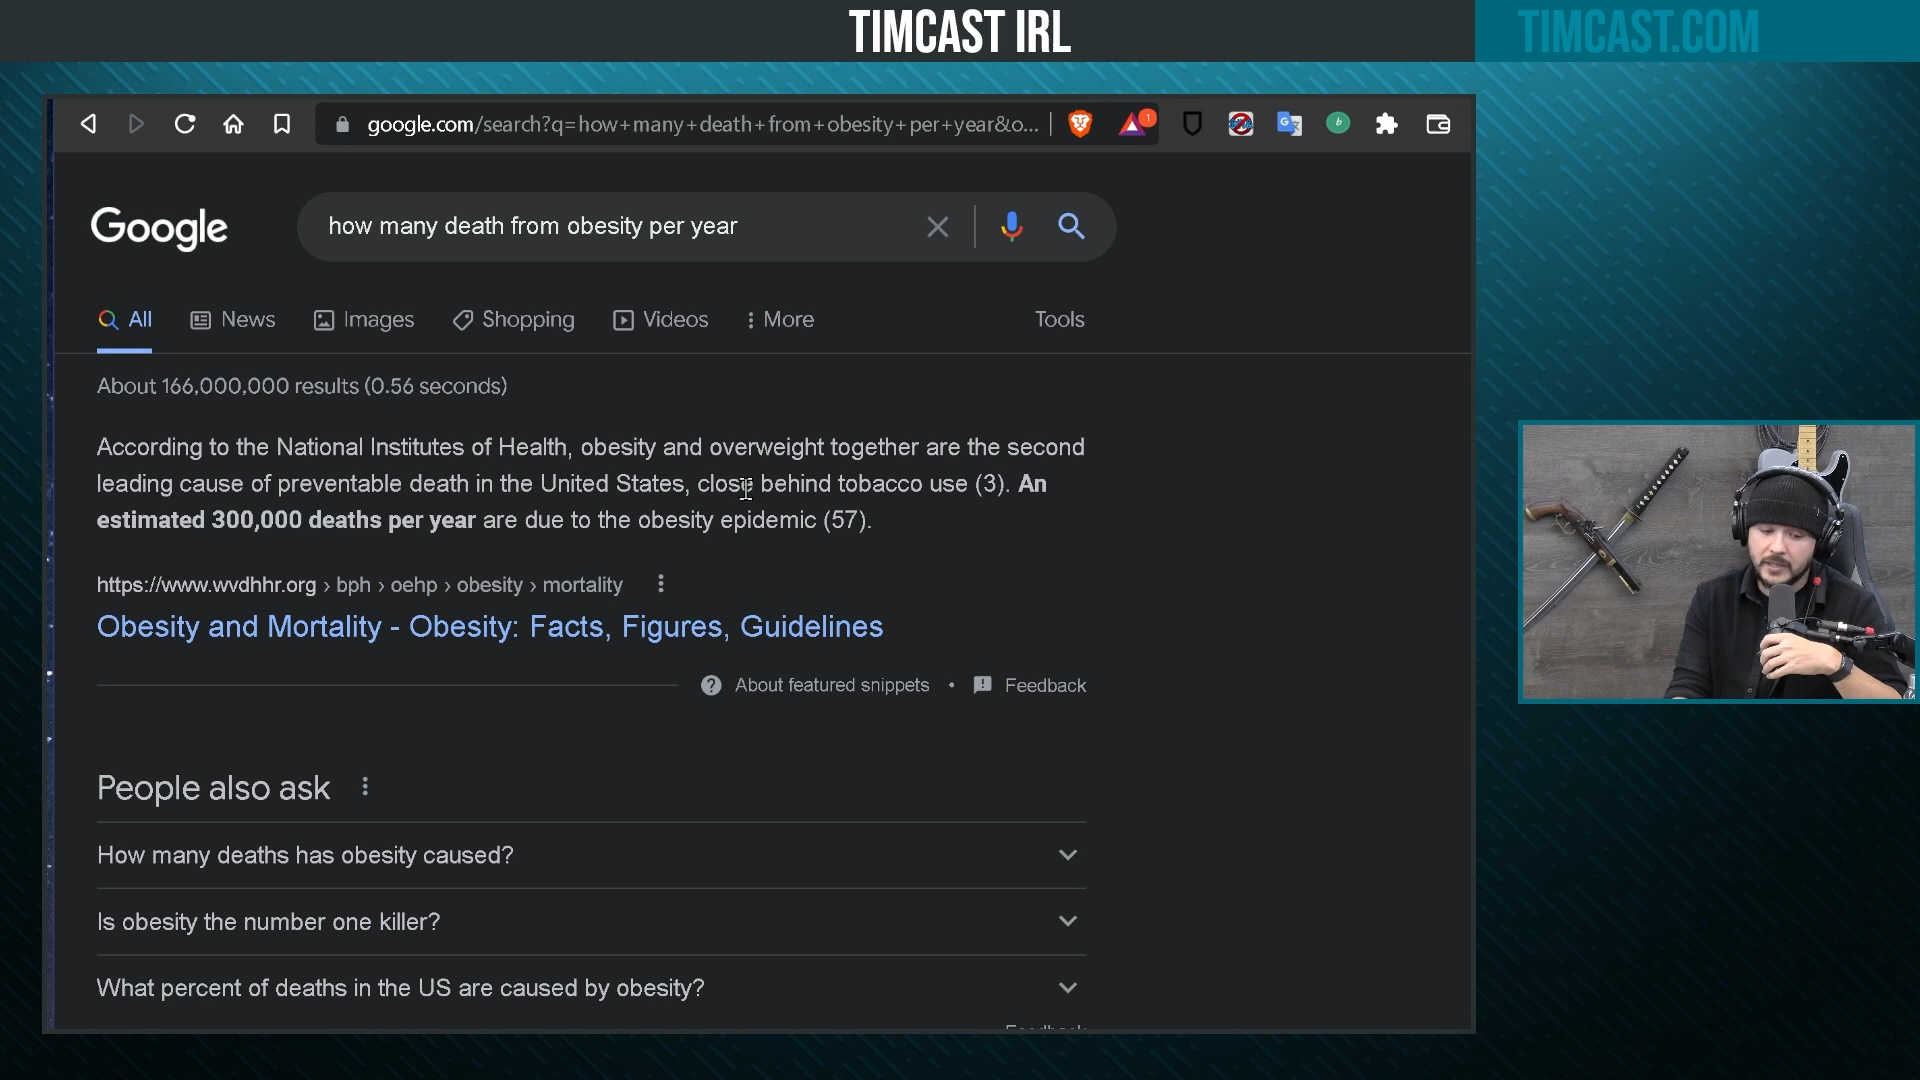 TIMCAST IRL
TIMCAST.COM
google.com/search?q=how+many+death+from+obesity+per+year&o...
1
b
Google
how many death from obesity per year
All
News
Images
Shopping
Videos
More
Tools
About 166,000,000 results (0.56 seconds)
According to the National Institutes of Health, obesity and overweight together are the second
leading cause of preventable death in the United States, close behind tobacco use (3). An
estimated 300,000 deaths per year are due to the obesity epidemic (57).
https://www.wvdhhr.org › bph › oehp › obesity › mortality
Obesity and Mortality - Obesity: Facts, Figures, Guidelines
About featured snippets • Feedback
People also ask
How many deaths has obesity caused?
Is obesity the number one killer?
What percent of deaths in the US are caused by obesity?
Feedback